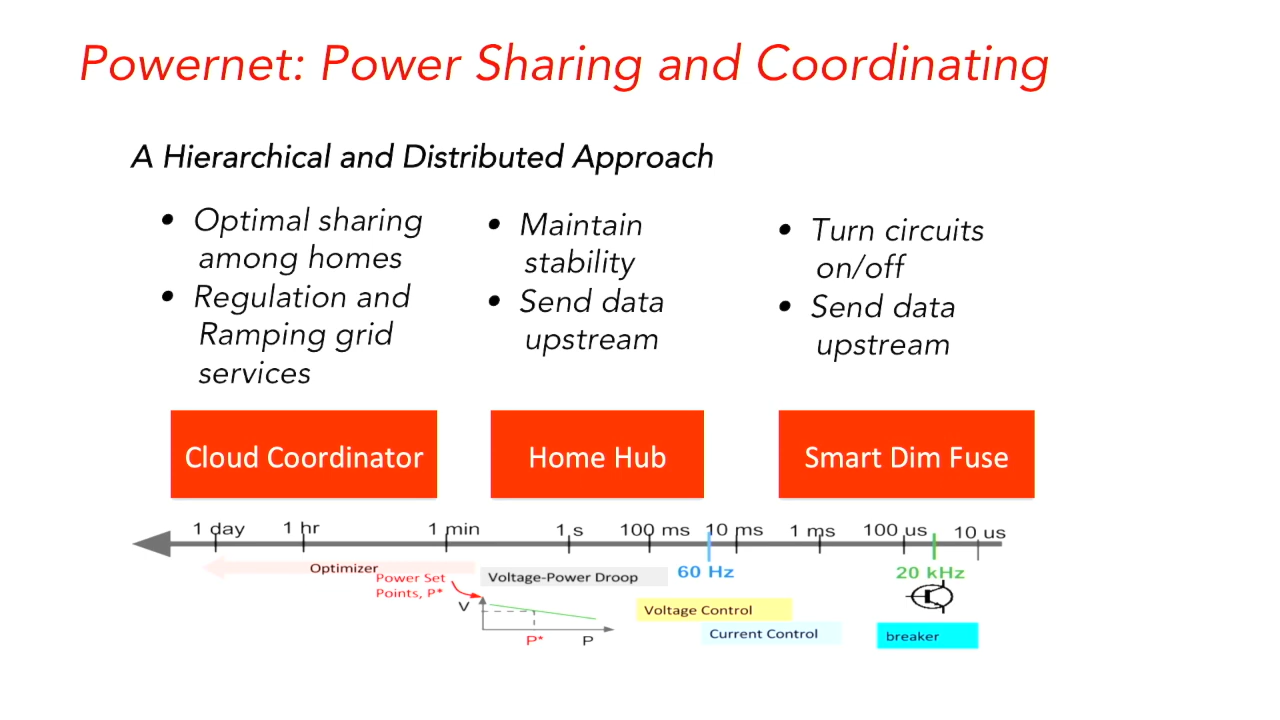 Powernet: Power Sharing and Coordinating
A Hierarchical and Distributed Approach
• Optimal sharing
among homes
• Regulation and
Ramping grid
services
• Maintain
stability
• Send data
upstream
• Turn circuits
on/off
• Send data
upstream
Cloud Coordinator
Home Hub
Smart Dim Fuse
1 day 1 hr 1 min 1 s 100 ms 10 ms 1 ms 100 us 10 us
60 Hz 20 kHz
Optimizer
Power Set
Points, P*
Voltage-Power Droop
V
P* P
Voltage Control
Current Control
breaker